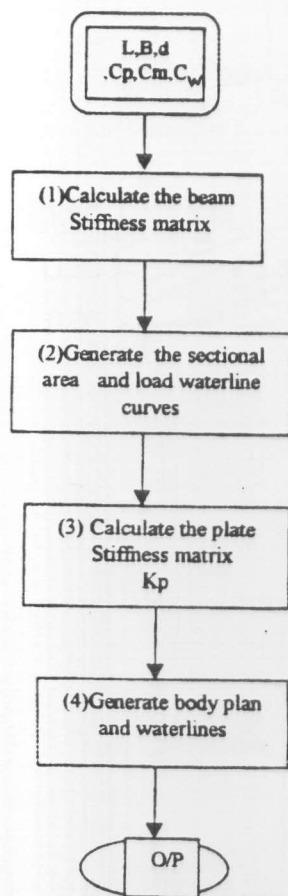 L,B,d
.Cp,Cm,Cw
(1)Calculate the beam
Stiffness matrix
(2)Generate the sectional
area and load waterline
curves
(3) Calculate the plate
Stiffness matrix
Kp
(4)Generate body plan
and waterlines
O/P